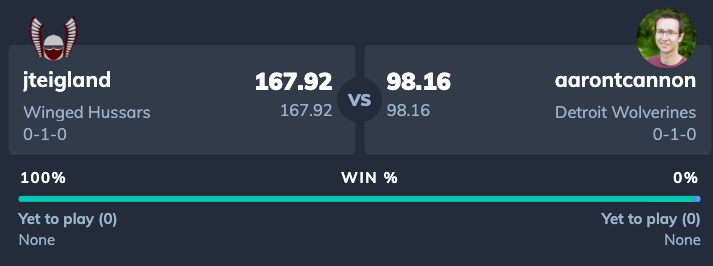 jteigland 167.92 VS 98.16 aarontcannon
Winged Hussars 167.92 98.16 Detroit Wolverines
0-1-0 0-1-0
100% WIN % 0%
Yet to play (0) Yet to play (0)
None None